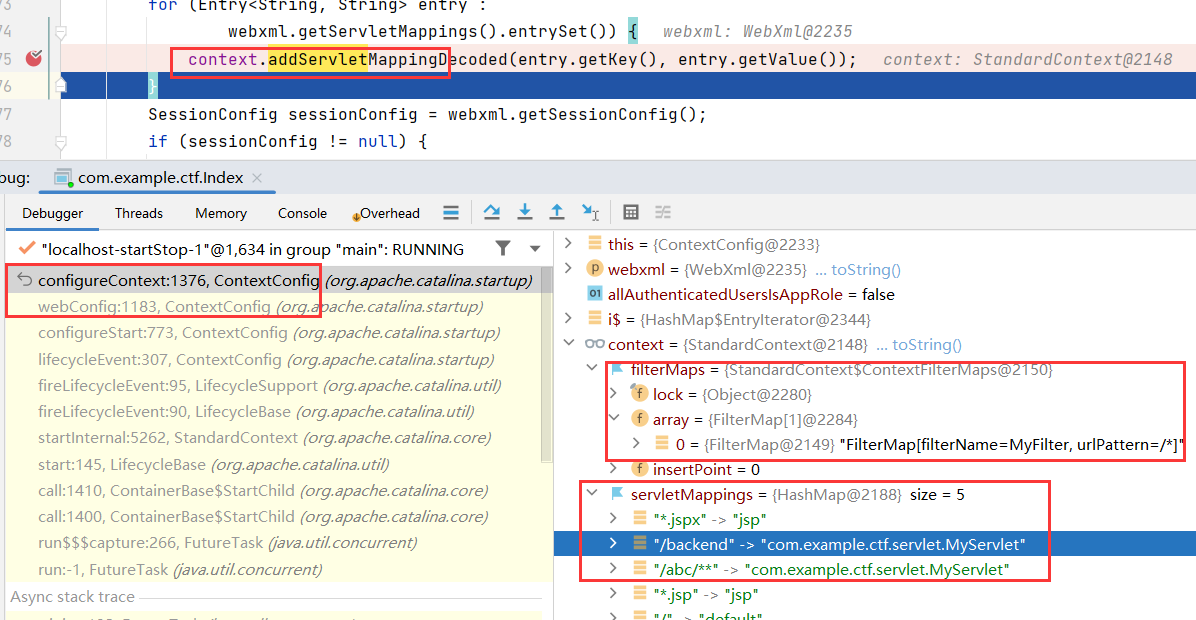 73 for (Entry<String, String> entry :
74 webxml.getServletMappings().entrySet()) { webxml: WebXml@2235
75 context.addServletMappingDecoded(entry.getKey(), entry.getValue()); context: StandardContext@2148
76 }
77 SessionConfig sessionConfig = webxml.getSessionConfig();
78 if (sessionConfig != null) {
bug: com.example.ctf.Index
Debugger Threads Memory Console Overhead
"localhost-startStop-1"@1,634 in group "main": RUNNING
configureContext:1376, ContextConfig (org.apache.catalina.startup)
webConfig:1183, ContextConfig (org.apache.catalina.startup)
configureStart:773, ContextConfig (org.apache.catalina.startup)
lifecycleEvent:307, ContextConfig (org.apache.catalina.startup)
fireLifecycleEvent:95, LifecycleSupport (org.apache.catalina.util)
fireLifecycleEvent:90, LifecycleBase (org.apache.catalina.util)
startInternal:5262, StandardContext (org.apache.catalina.core)
start:145, LifecycleBase (org.apache.catalina.util)
call:1410, ContainerBase$StartChild (org.apache.catalina.core)
call:1400, ContainerBase$StartChild (org.apache.catalina.core)
run$$$capture:266, FutureTask (java.util.concurrent)
run:-1, FutureTask (java.util.concurrent)
Async stack trace
this = {ContextConfig@2233}
p webxml = {WebXml@2235} ... toString()
01 allAuthenticatedUsersIsAppRole = false
i$ = {HashMap$EntryIterator@2344}
context = {StandardContext@2148} ... toString()
filterMaps = {StandardContext$ContextFilterMaps@2150}
f lock = {Object@2280}
f array = {FilterMap[1]@2284}
0 = {FilterMap@2149} "FilterMap[filterName=MyFilter, urlPattern=/*]"
f insertPoint = 0
servletMappings = {HashMap@2188} size = 5
"*.jspx" -> "jsp"
"/backend" -> "com.example.ctf.servlet.MyServlet"
"/abc/**" -> "com.example.ctf.servlet.MyServlet"
"*.jsp" -> "jsp"
"/" -> "default"